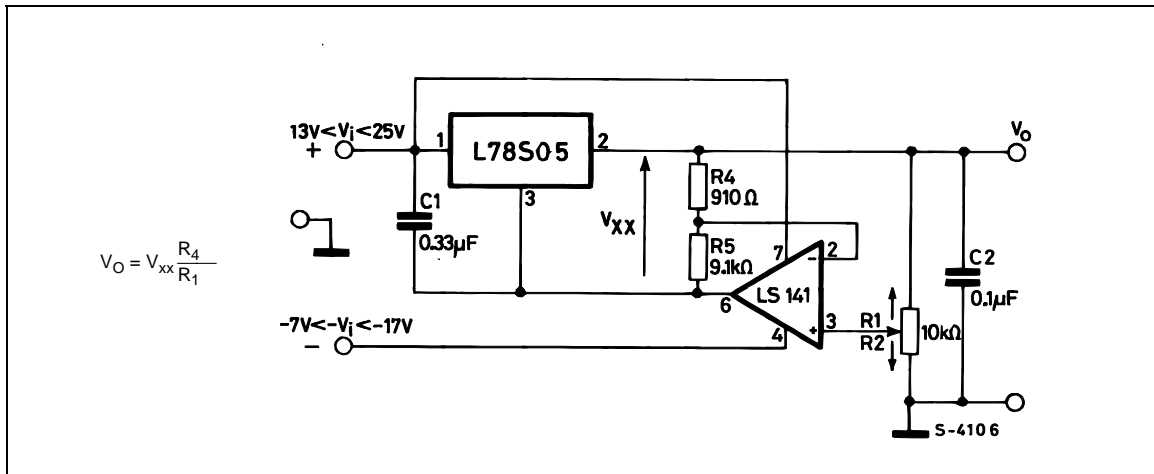 13V<Vi<25V
+
1
L78S05
2
3
C1
0.33µF
VXX
R4
910Ω
R5
9.1kΩ
7
6
LS 141
-
2
+
3
4
R1
R2
10kΩ
C2
0.1µF
VO
VO = Vxx R4
R1
-7V<-Vi<-17V
-
S-4106